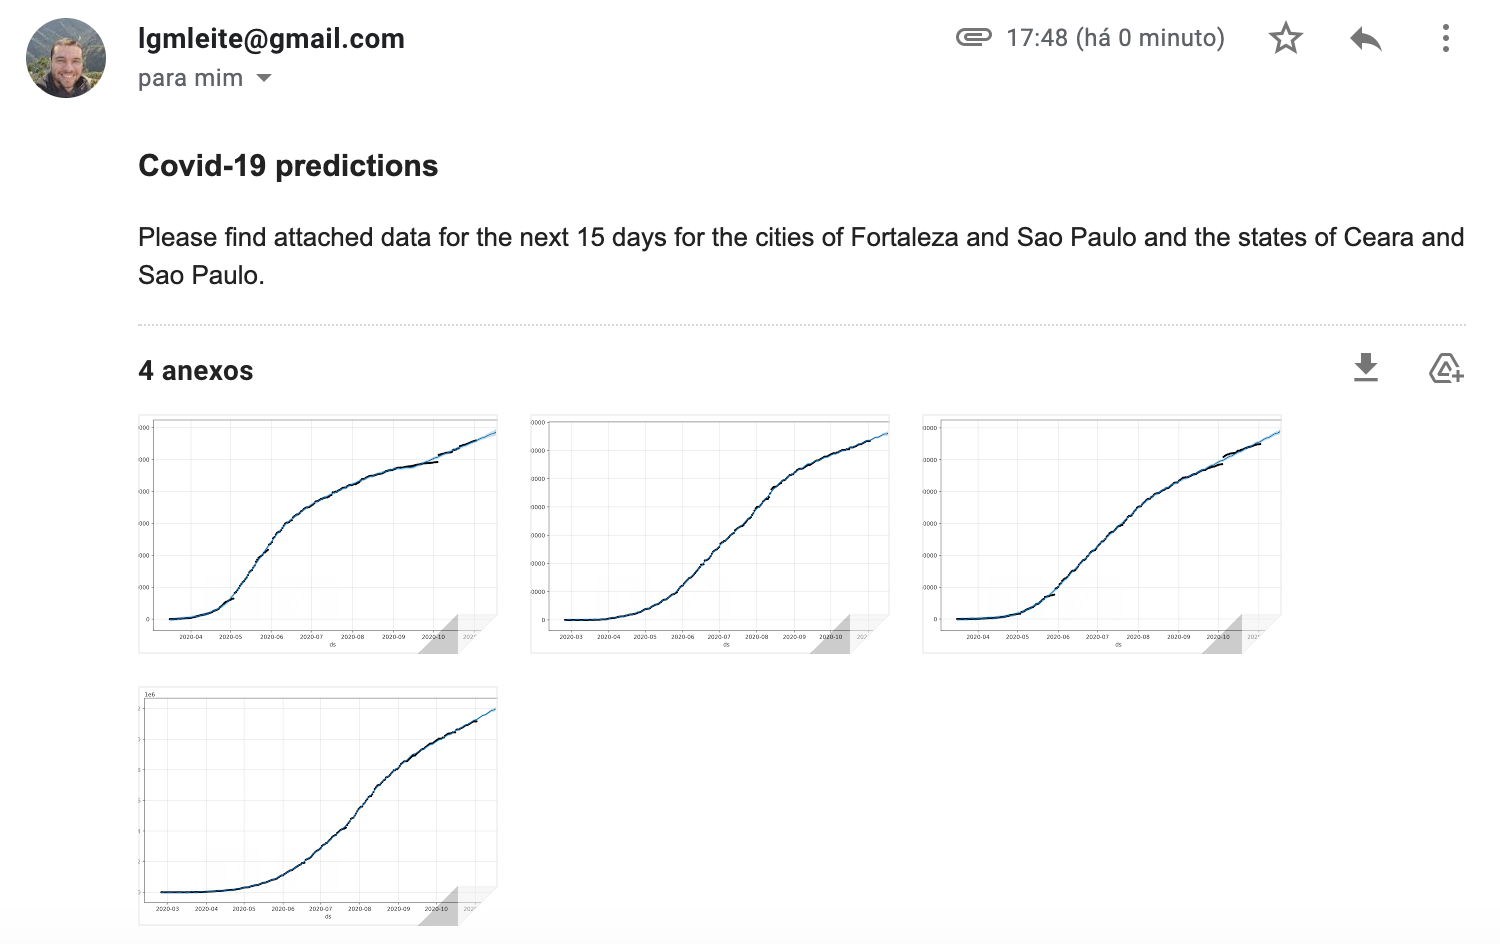 lgmleite@gmail.com
17:48 (há 0 minuto)
para mim
Covid-19 predictions
Please find attached data for the next 15 days for the cities of Fortaleza and Sao Paulo and the states of Ceara and
Sao Paulo.
4 anexos
0
2020-04 2020-05 2020-06 2020-07 2020-08 2020-09 2020-10
ds
0
2020-03 2020-04 2020-05 2020-06 2020-07 2020-08 2020-09 2020-10
ds
0
2020-04 2020-05 2020-06 2020-07 2020-08 2020-09 2020-10
ds
1e6
2020-03 2020-04 2020-05 2020-06 2020-07 2020-08 2020-09 2020-10
ds